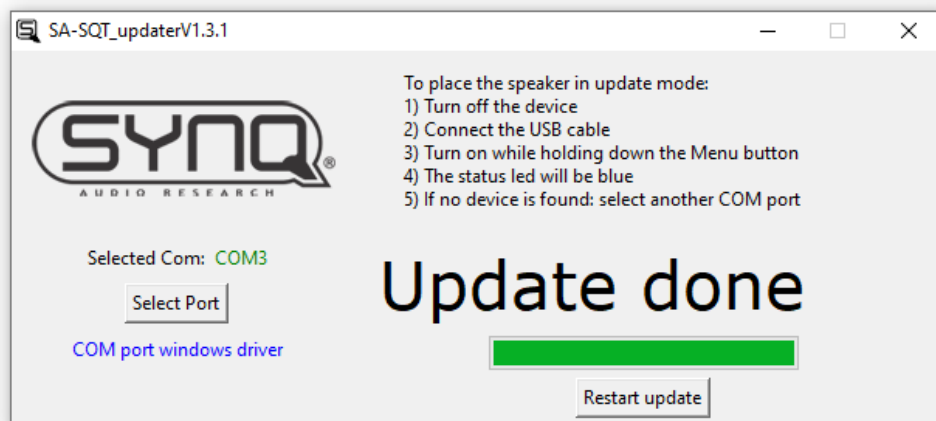 SA-SQT_updaterV1.3.1
To place the speaker in update mode:
1) Turn off the device
2) Connect the USB cable
3) Turn on while holding down the Menu button
4) The status led will be blue
5) If no device is found: select another COM port
SYNQ®
AUDIO RESEARCH
Selected Com: COM3
Select Port
COM port windows driver
Update done
Restart update